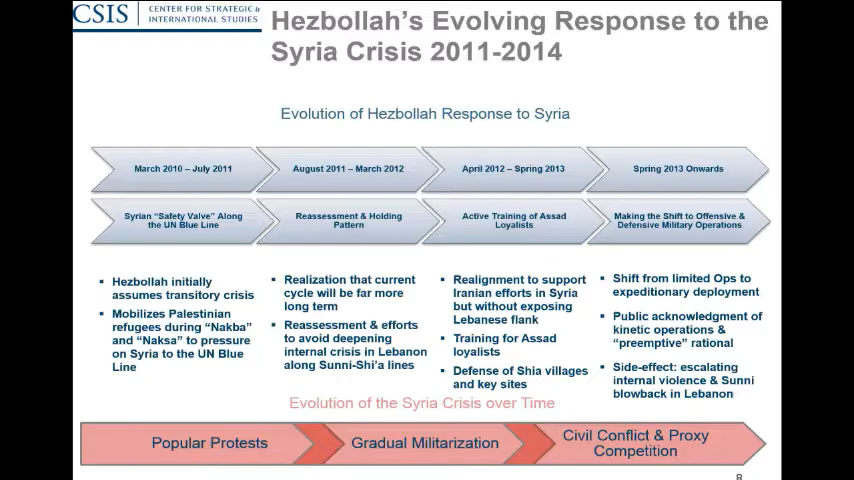 CSIS
CENTER FOR STRATEGIC &
INTERNATIONAL STUDIES
Hezbollah's Evolving Response to the
Syria Crisis 2011-2014
Evolution of Hezbollah Response to Syria
March 2010 – July 2011
August 2011 – March 2012
April 2012 – Spring 2013
Spring 2013 Onwards
Syrian "Safety Valve" Along
the UN Blue Line
Reassessment & Holding
Pattern
Active Training of Assad
Loyalists
Making the Shift to Offensive &
Defensive Military Operations
▪ Hezbollah initially
assumes transitory crisis
▪ Mobilizes Palestinian
refugees during "Nakba"
and "Naksa" to pressure
on Syria to the UN Blue
Line
▪ Realization that current
cycle will be far more
long term
▪ Reassessment & efforts
to avoid deepening
internal crisis in Lebanon
along Sunni-Shi'a lines
▪ Realignment to support
Iranian efforts in Syria
but without exposing
Lebanese flank
▪ Training for Assad
loyalists
▪ Defense of Shia villages
and key sites
▪ Shift from limited Ops to
expeditionary deployment
▪ Public acknowledgment of
kinetic operations &
"preemptive" rational
▪ Side-effect: escalating
internal violence & Sunni
blowback in Lebanon
Evolution of the Syria Crisis over Time
Popular Protests
Gradual Militarization
Civil Conflict & Proxy
Competition
8